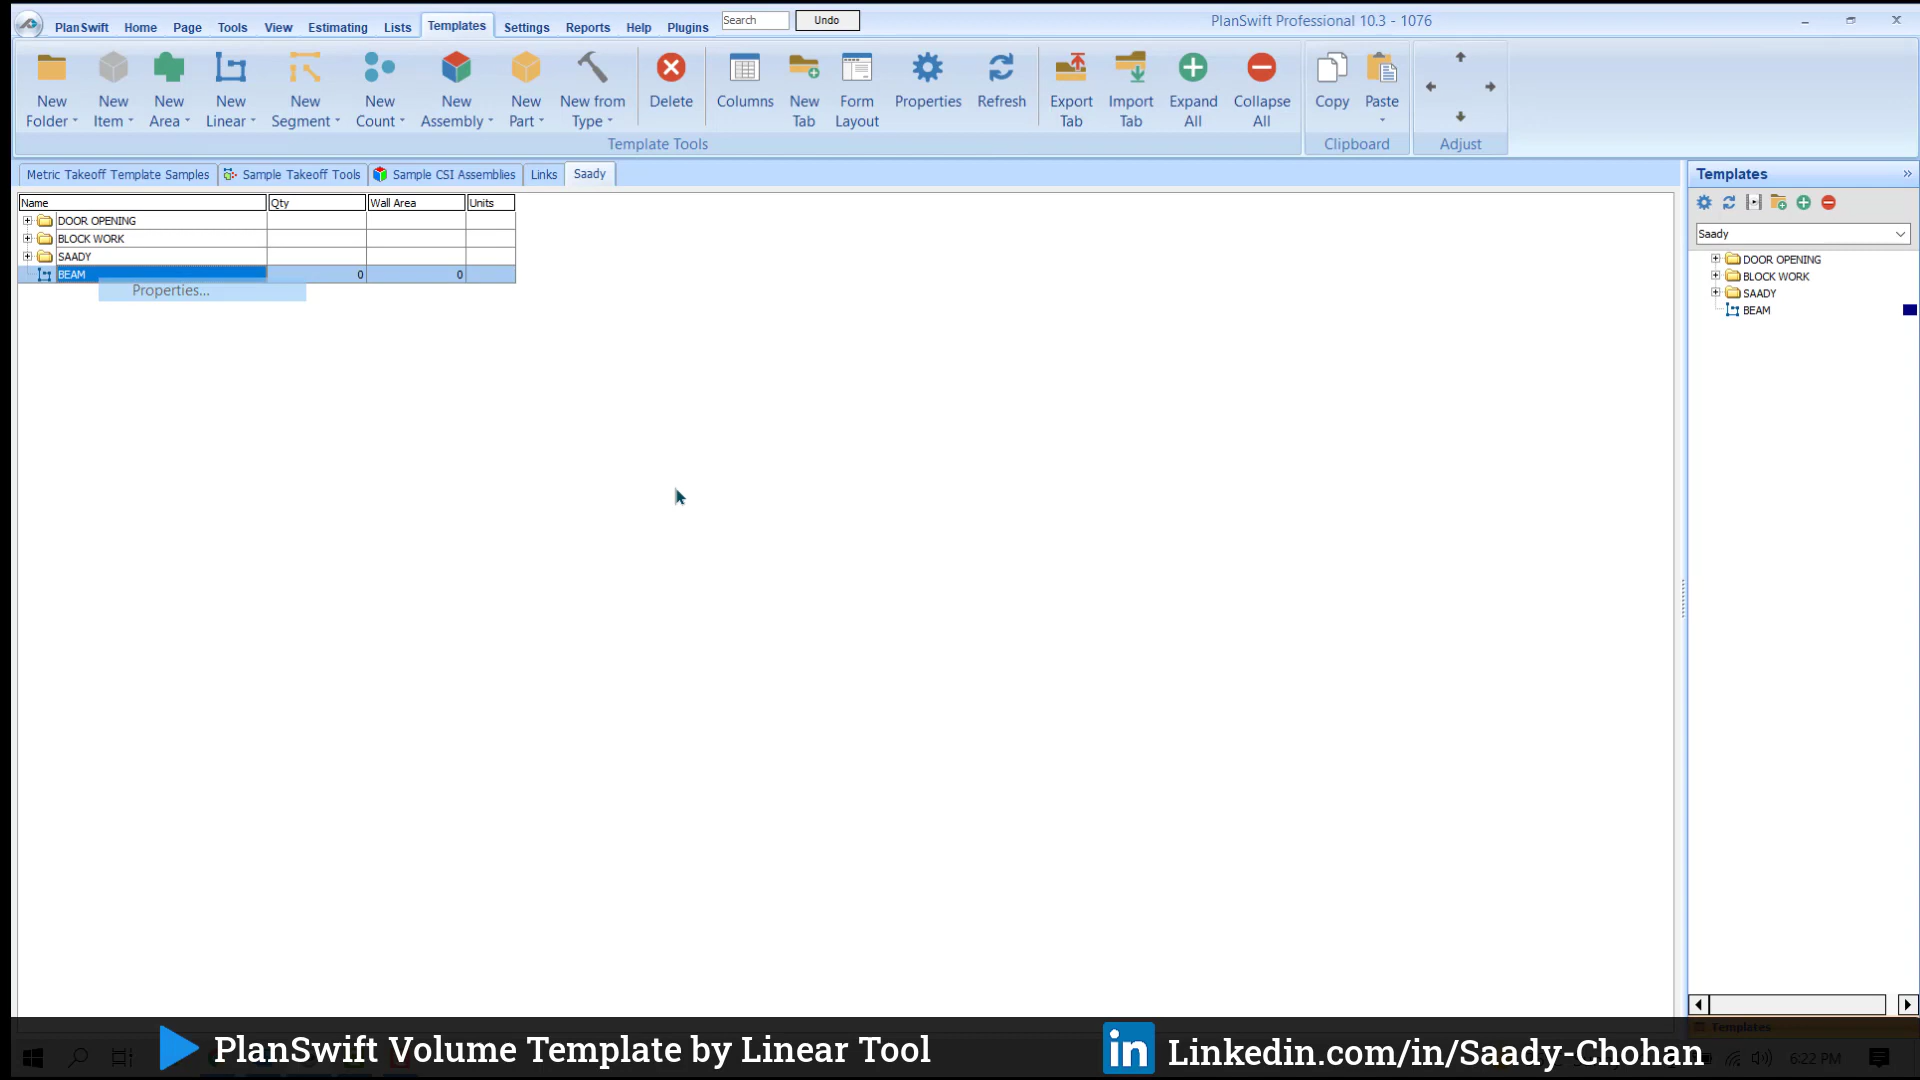 PlanSwift Home Page Tools View Estimating Lists Templates Settings Reports Help Plugins Search Undo PlanSwift Professional 10.3 - 1076
New Folder New Item New Area New Linear New Segment New Count New Assembly New Part New from Type Delete Columns New Tab Form Layout Properties Refresh Export Tab Import Tab Expand All Collapse All Copy Paste
Template Tools Clipboard Adjust
Metric Takeoff Template Samples Sample Takeoff Tools Sample CSI Assemblies Links Saady
Name Qty Wall Area Units
DOOR OPENING
BLOCK WORK
SAADY
BEAM 0 0
Properties...
Templates
Saady
DOOR OPENING
BLOCK WORK
SAADY
BEAM
Templates
PlanSwift Volume Template by Linear Tool
in Linkedin.com/in/Saady-Chohan
6:22 PM